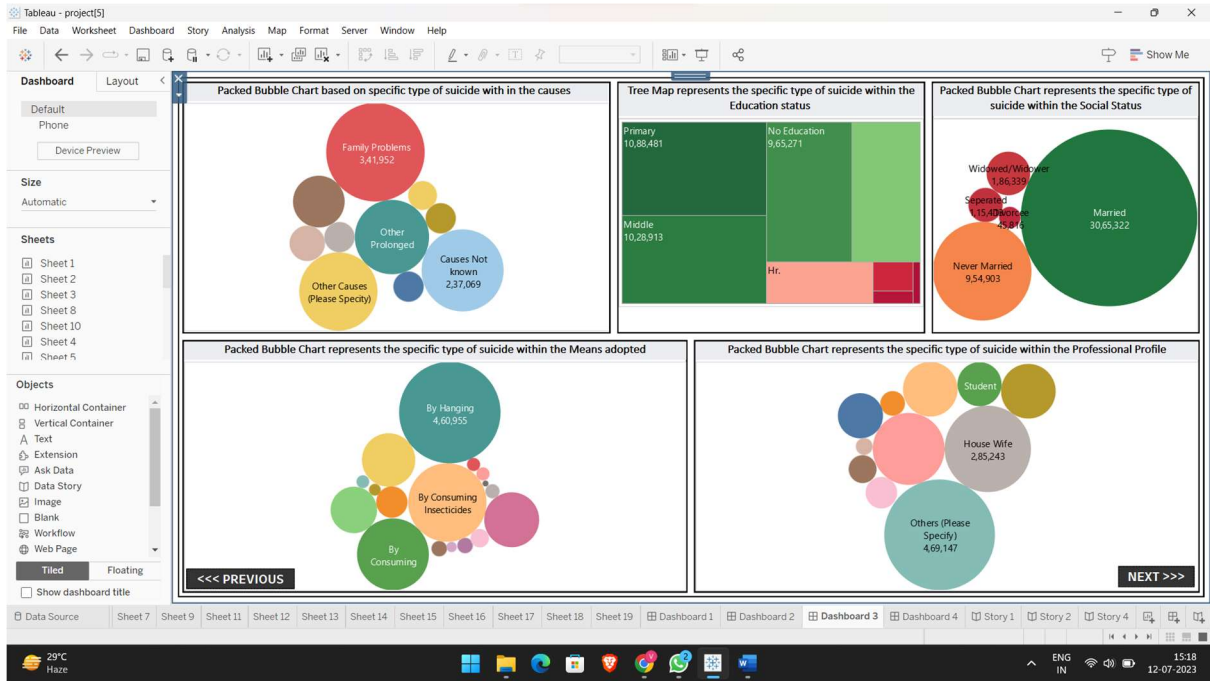 Tableau - project[5]
File Data Worksheet Dashboard Story Analysis Map Format Server Window Help
Show Me
Dashboard Layout
Default
Phone
Device Preview
Size
Automatic
Sheets
Sheet 1
Sheet 2
Sheet 3
Sheet 8
Sheet 10
Sheet 4
Sheet 5
Objects
Horizontal Container
Vertical Container
Text
Extension
Ask Data
Data Story
Image
Blank
Workflow
Web Page
Tiled Floating
Show dashboard title
Packed Bubble Chart based on specific type of suicide with in the causes
Family Problems
3,41,952
Other
Prolonged
Causes Not
known
2,37,069
Other Causes
(Please Specity)
Tree Map represents the specific type of suicide within the
Education status
Primary
10,88,481
No Education
9,65,271
Middle
10,28,913
Hr.
Packed Bubble Chart represents the specific type of
suicide within the Social Status
Widowed/Widower
1,86,339
Seperated
Divorcee
45,816
Married
30,65,322
Never Married
9,54,903
Packed Bubble Chart represents the specific type of suicide within the Means adopted
By Hanging
4,60,955
By Consuming
Insecticides
By
Consuming
<<< PREVIOUS
Packed Bubble Chart represents the specific type of suicide within the Professional Profile
Student
House Wife
2,85,243
Others (Please
Specify)
4,69,147
NEXT >>>
Data Source Sheet 7 Sheet 9 Sheet 11 Sheet 12 Sheet 13 Sheet 14 Sheet 15 Sheet 16 Sheet 17 Sheet 18 Sheet 19 Dashboard 1 Dashboard 2 Dashboard 3 Dashboard 4 Story 1 Story 2 Story 4
29°C
Haze
2
ENG
IN
15:18
12-07-2023